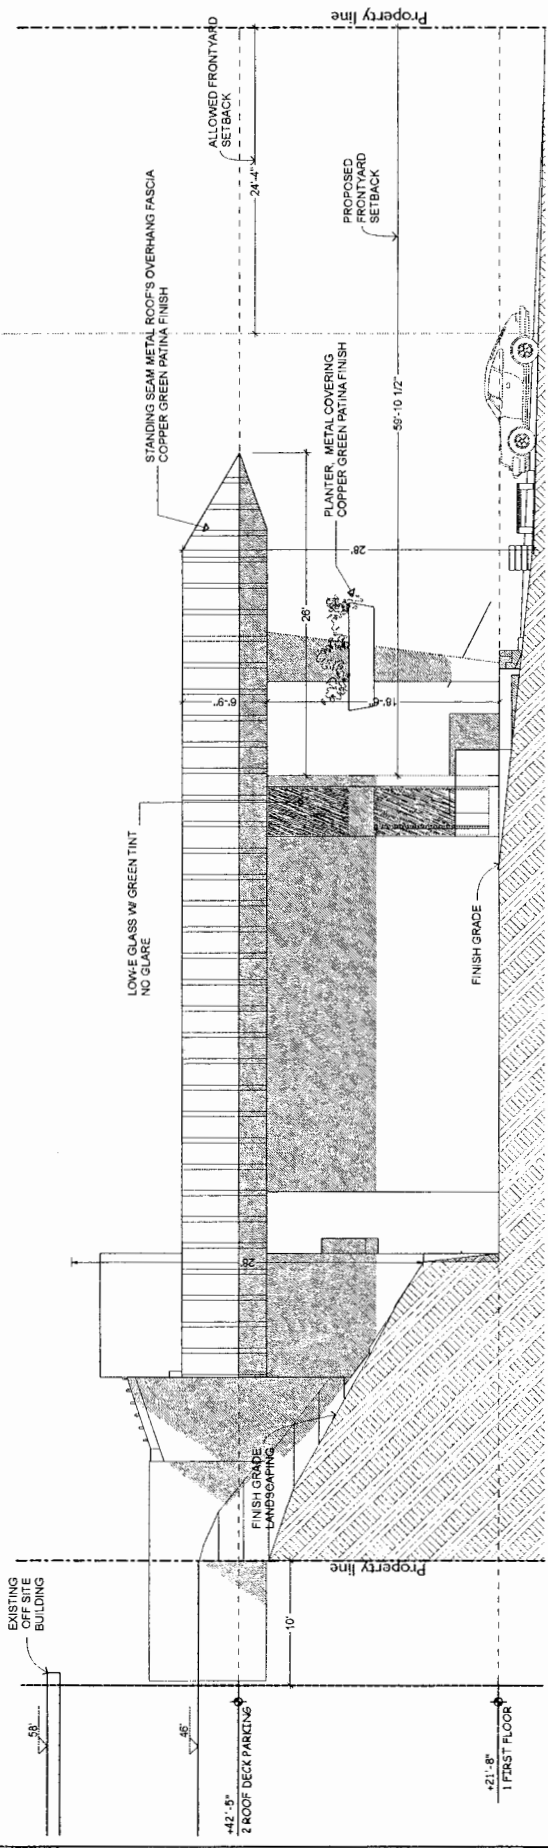 EXISTING
OFF SITE
BUILDING
58'
46'
+42'-5"
2 ROOF DECK PARKING
+21'-8"
1 FIRST FLOOR
10'
Property line
FINISH GRADE
LANDSCAPING
28'
LOW-E GLASS W/ GREEN TINT
NO GLARE
FINISH GRADE
6'-9"
18'-6"
26'
28'
STANDING SEAM METAL ROOF'S OVERHANG FASCIA
COPPER GREEN PATINA FINISH
PLANTER, METAL COVERING
COPPER GREEN PATINA FINISH
59'-10 1/2"
PROPOSED
FRONTYARD
SETBACK
ALLOWED FRONTYARD
SETBACK
24'-4"
Property line